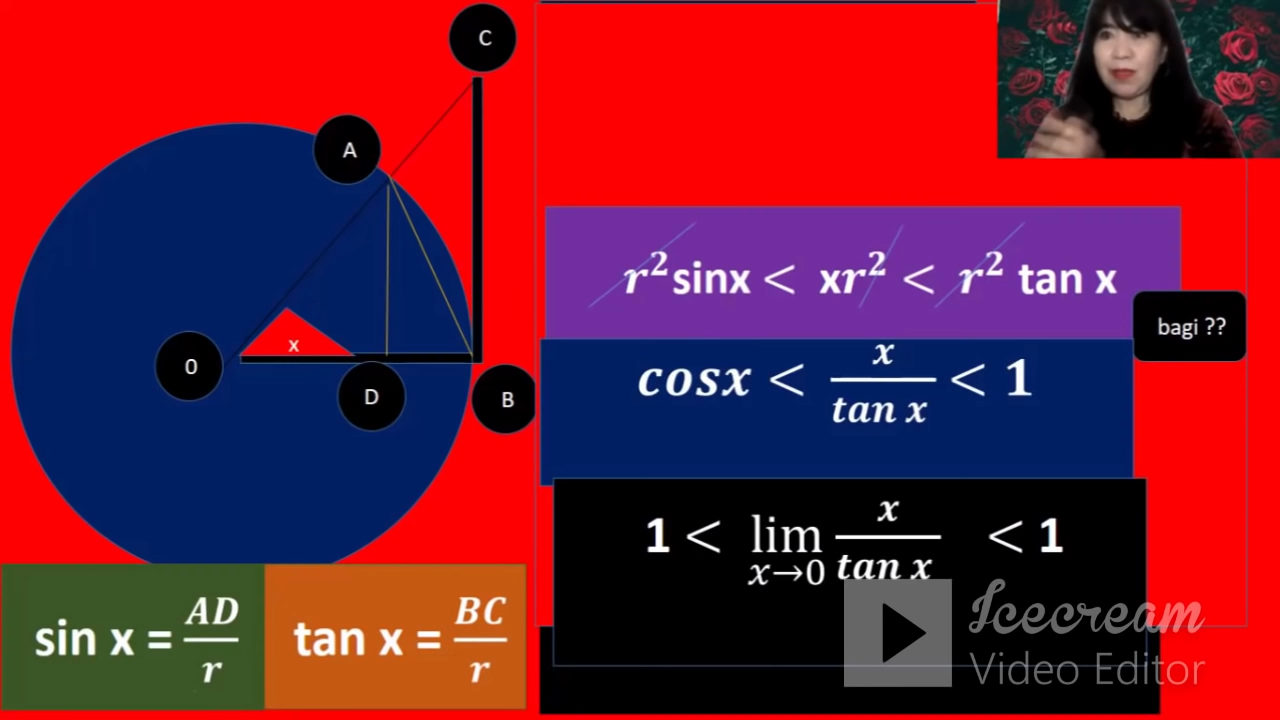 C
A
x
0
D
B
sin x = AD/r
tan x = BC/r
r² sinx < xr² < r² tan x
bagi ??
cosx < x/tan x < 1
1 < lim x→0 x/tan x < 1
Icecream
Video Editor